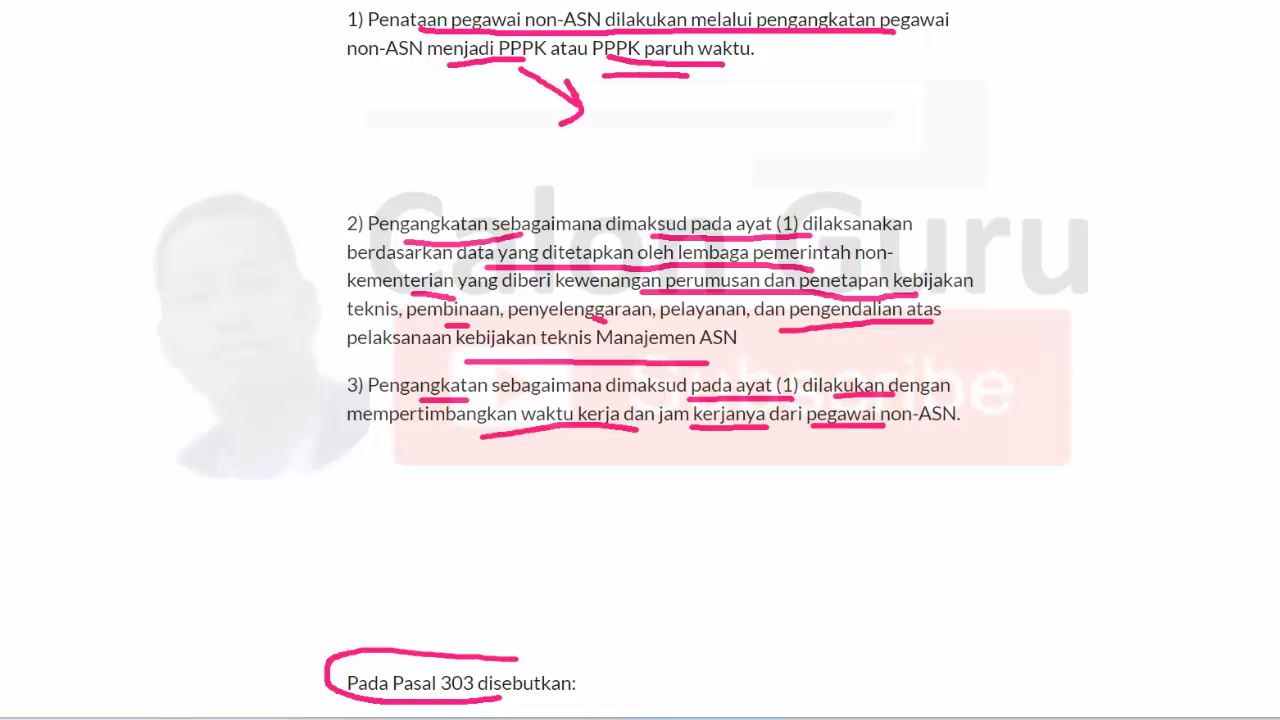 1) Penataan pegawai non-ASN dilakukan melalui pengangkatan pegawai
non-ASN menjadi PPPK atau PPPK paruh waktu.
Calon Guru
2) Pengangkatan sebagaimana dimaksud pada ayat (1) dilaksanakan
berdasarkan data yang ditetapkan oleh lembaga pemerintah non-
kementerian yang diberi kewenangan perumusan dan penetapan kebijakan
teknis, pembinaan, penyelenggaraan, pelayanan, dan pengendalian atas
pelaksanaan kebijakan teknis Manajemen ASN
Subscribe
3) Pengangkatan sebagaimana dimaksud pada ayat (1) dilakukan dengan
mempertimbangkan waktu kerja dan jam kerjanya dari pegawai non-ASN.
Pada Pasal 303 disebutkan: